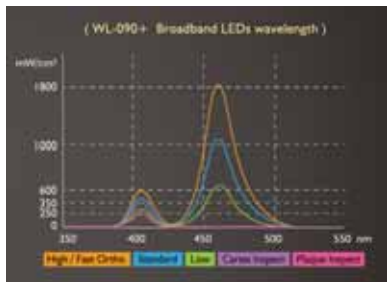 ( WL-090+ Broadband LEDs wavelength )
mW/cm²
1800
1000
600
350
250
0
350 400 450 500 550 nm
High / Fast Ortho Standard Low Caries Inspect Plaque Inspect